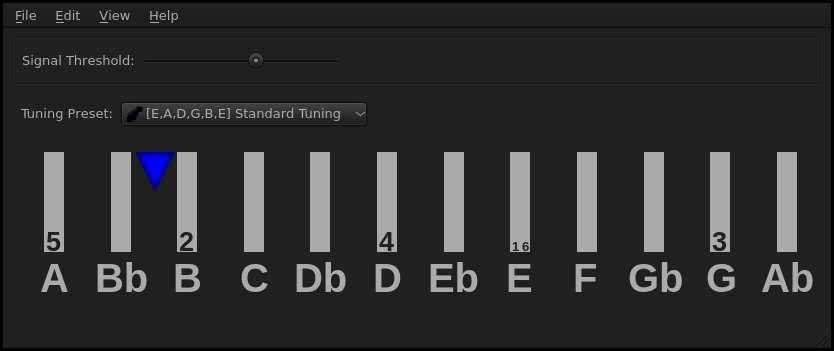 File Edit View Help
Signal Threshold:
Tuning Preset: [E,A,D,G,B,E] Standard Tuning
5 2 4 1 6 3
A Bb B C Db D Eb E F Gb G Ab